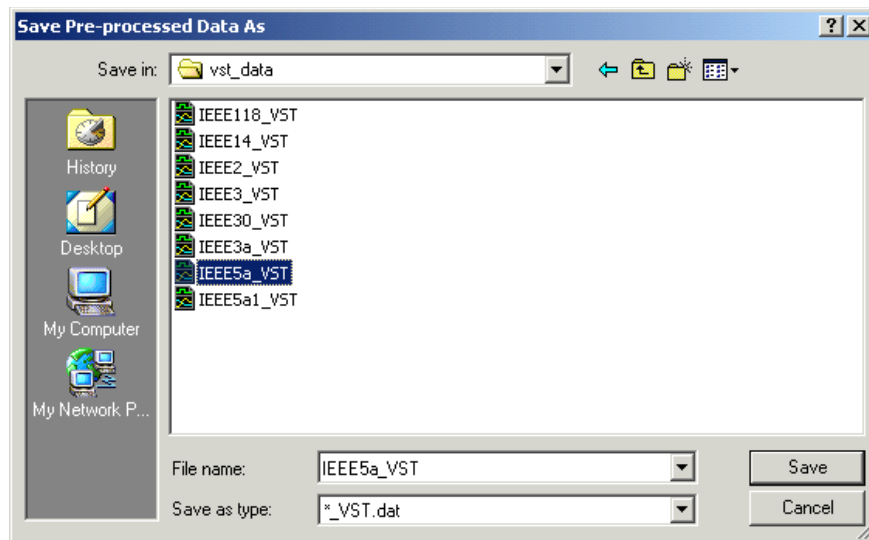 Save Pre-processed Data As
Save in: vst_data
History
Desktop
My Computer
My Network P...
IEEE118_VST
IEEE14_VST
IEEE2_VST
IEEE3_VST
IEEE30_VST
IEEE3a_VST
IEEE5a_VST
IEEE5a1_VST
File name: IEEE5a_VST Save
Save as type: *_VST.dat Cancel